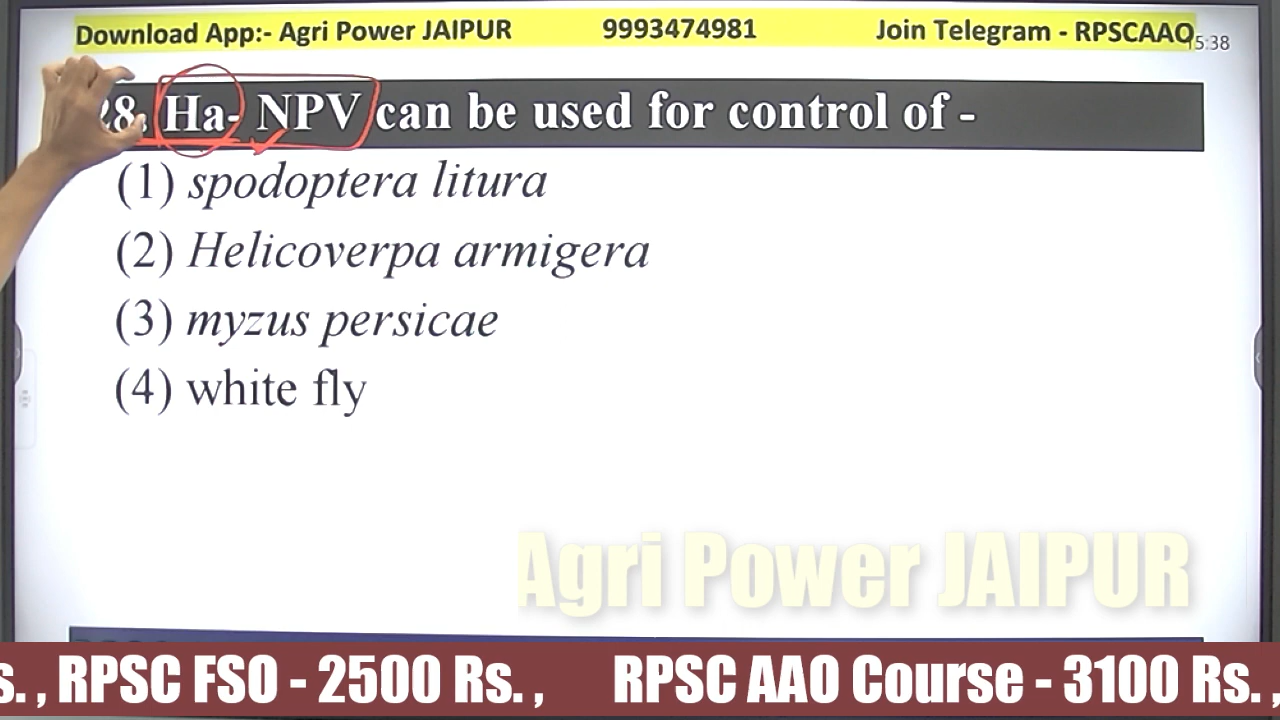 Download App:- Agri Power JAIPUR 9993474981 Join Telegram - RPSCAAO
15:38
28. Ha- NPV can be used for control of -
(1) spodoptera litura
(2) Helicoverpa armigera
(3) myzus persicae
(4) white fly
Agri Power JAIPUR
s. , RPSC FSO - 2500 Rs. , RPSC AAO Course - 3100 Rs. ,